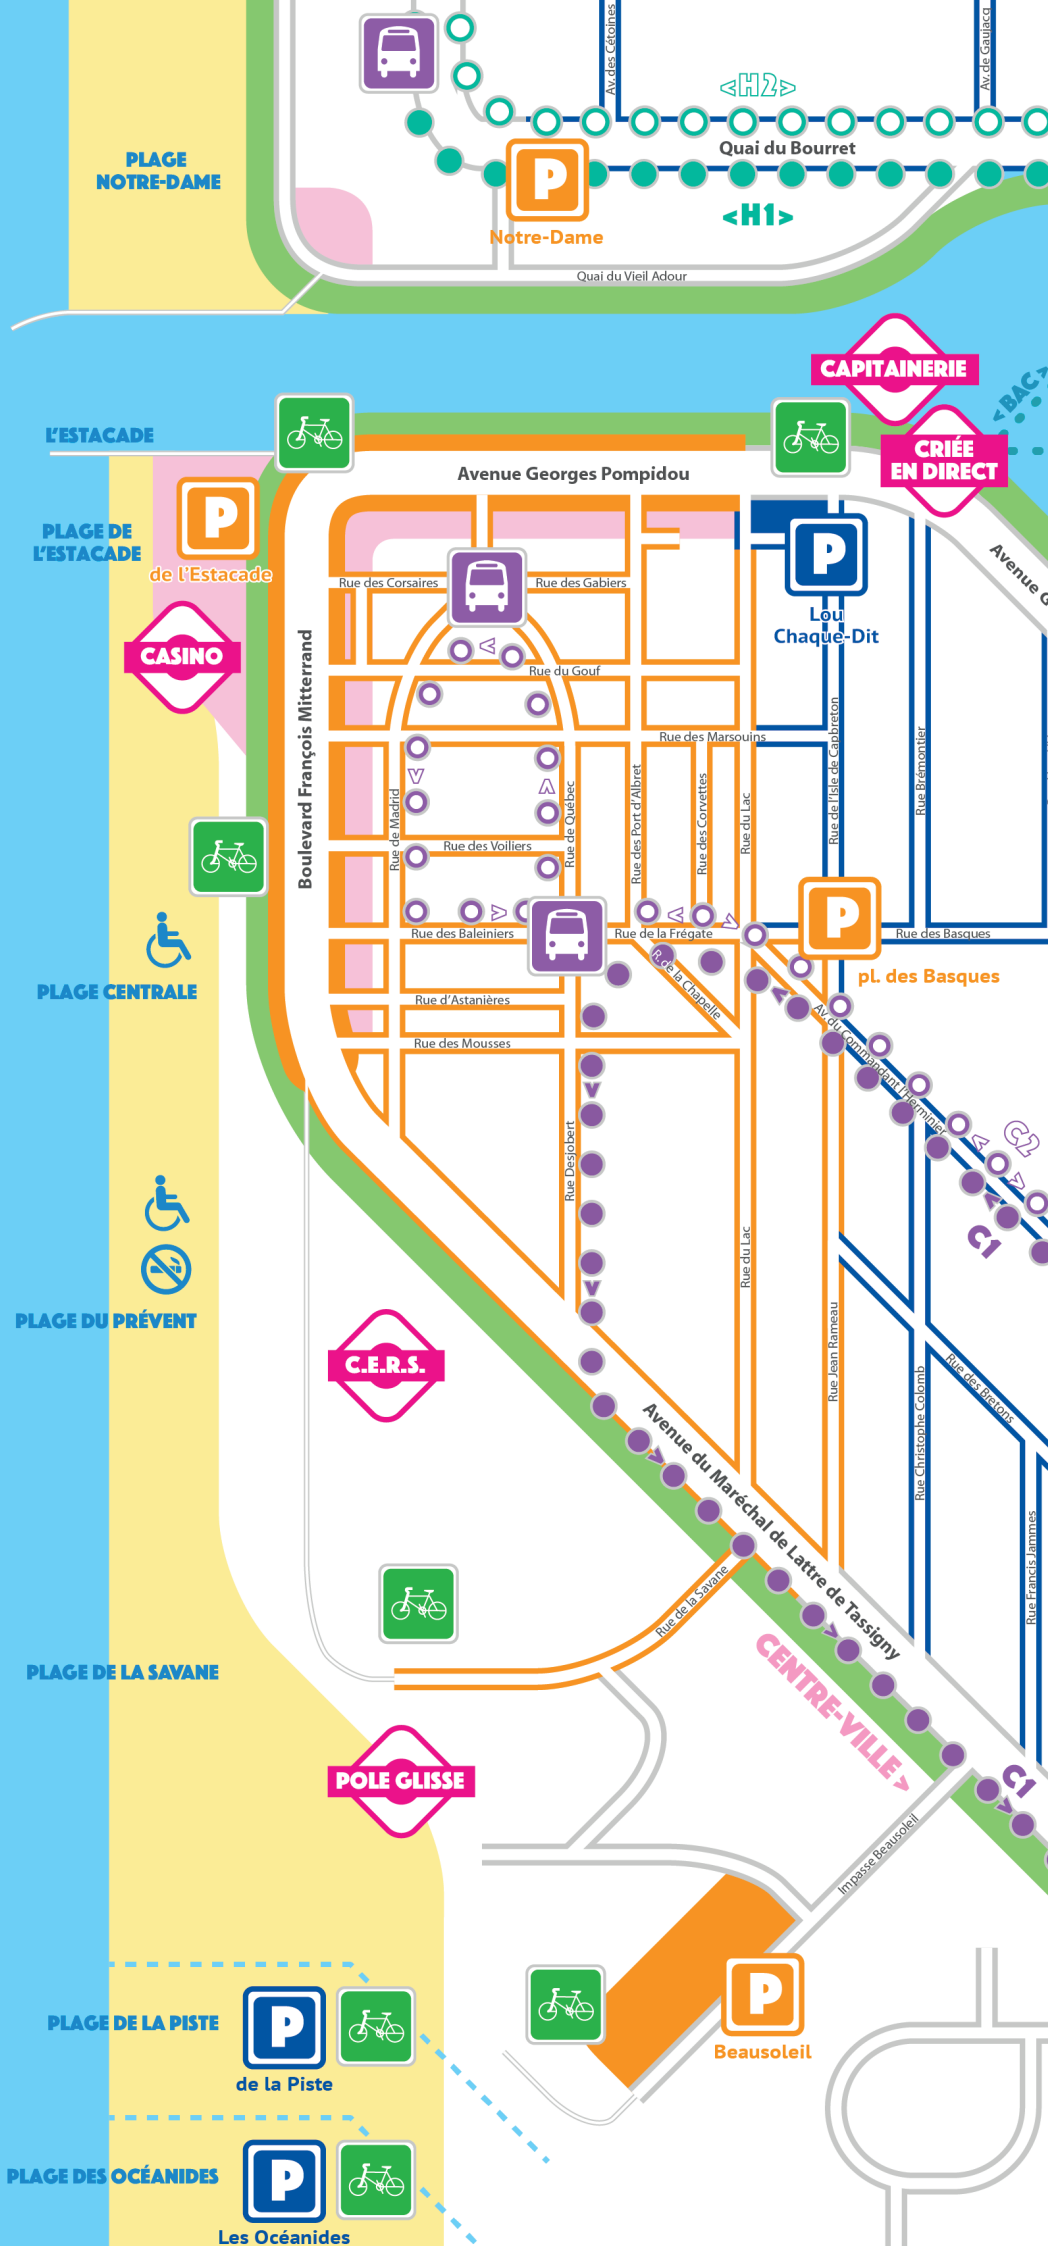 Av. des Cétoines
Av. de Gaujacq
<H2>
Quai du Bourret
PLAGE
NOTRE-DAME
P
<H1>
Notre-Dame
Quai du Vieil Adour
CAPITAINERIE
<BAC>
L'ESTACADE
CRIÉE
EN DIRECT
Avenue Georges Pompidou
P
PLAGE DE
L'ESTACADE
de l'Estacade
P
Avenue G
Rue des Corsaires
Rue des Gabiers
Lou
Chaque-Dit
CASINO
Rue du Gouf
Boulevard François Mitterrand
Rue des Marsouins
Rue de l'Isle de Capbreton
Rue Brémontier
Rue de Madrid
Rue de Québec
Rue des Port d'Albret
Rue des Corvettes
Rue du Lac
Rue des Voiliers
P
Rue des Baleiniers
Rue de la Frégate
Rue des Basques
R. de la Chapelle
pl. des Basques
PLAGE CENTRALE
Rue d'Astanières
Av. du Commandant l'Herminier
Rue des Mousses
C2
Rue Desjobert
C1
Rue du Lac
PLAGE DU PRÉVENT
Rue Jean Rameau
C.E.R.S.
Rue des Bretons
Rue Christophe Colomb
Avenue du Maréchal de Lattre de Tassigny
Rue Francis Jammes
Rue de la Savane
PLAGE DE LA SAVANE
CENTRE-VILLE >
POLE GLISSE
C1
Impasse Beausoleil
P
PLAGE DE LA PISTE
P
Beausoleil
de la Piste
PLAGE DES OCÉANIDES
P
Les Océanides